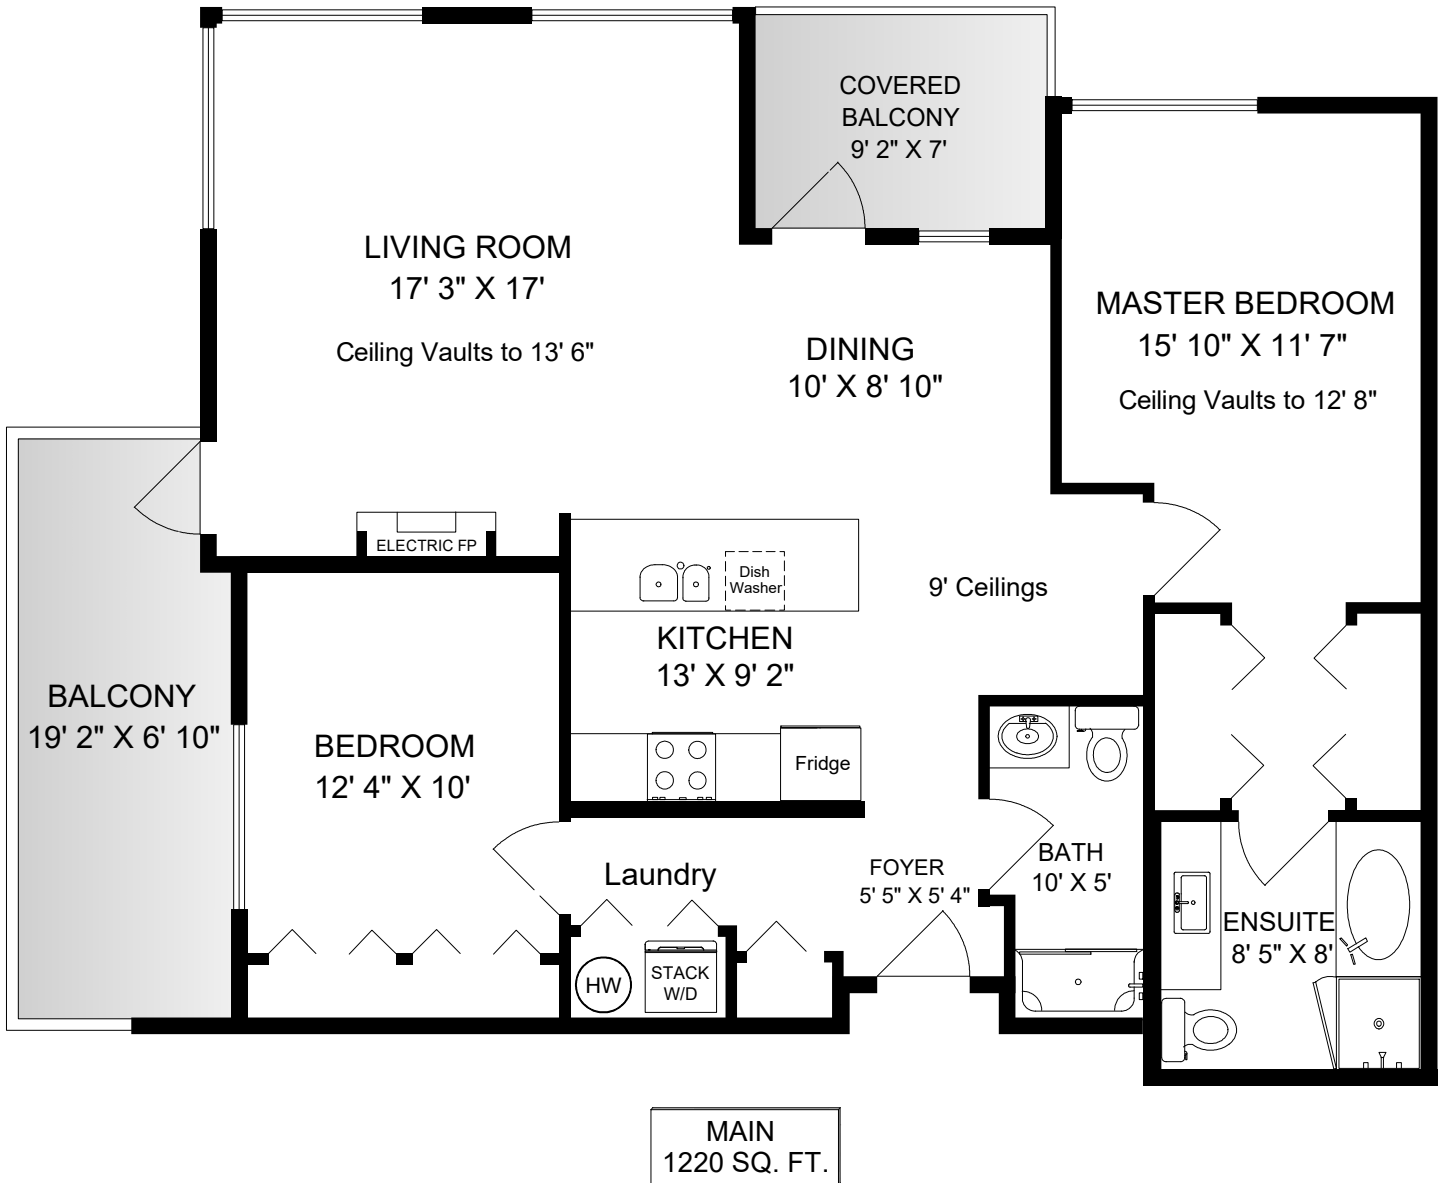 COVERED
BALCONY
9' 2" X 7'
LIVING ROOM
17' 3" X 17'
Ceiling Vaults to 13' 6"
DINING
10' X 8' 10"
MASTER BEDROOM
15' 10" X 11' 7"
Ceiling Vaults to 12' 8"
ELECTRIC FP
Dish
Washer
9' Ceilings
KITCHEN
13' X 9' 2"
BALCONY
19' 2" X 6' 10"
BEDROOM
12' 4" X 10'
Fridge
Laundry
FOYER
5' 5" X 5' 4"
BATH
10' X 5'
ENSUITE
8' 5" X 8'
HW
STACK
W/D
MAIN
1220 SQ. FT.